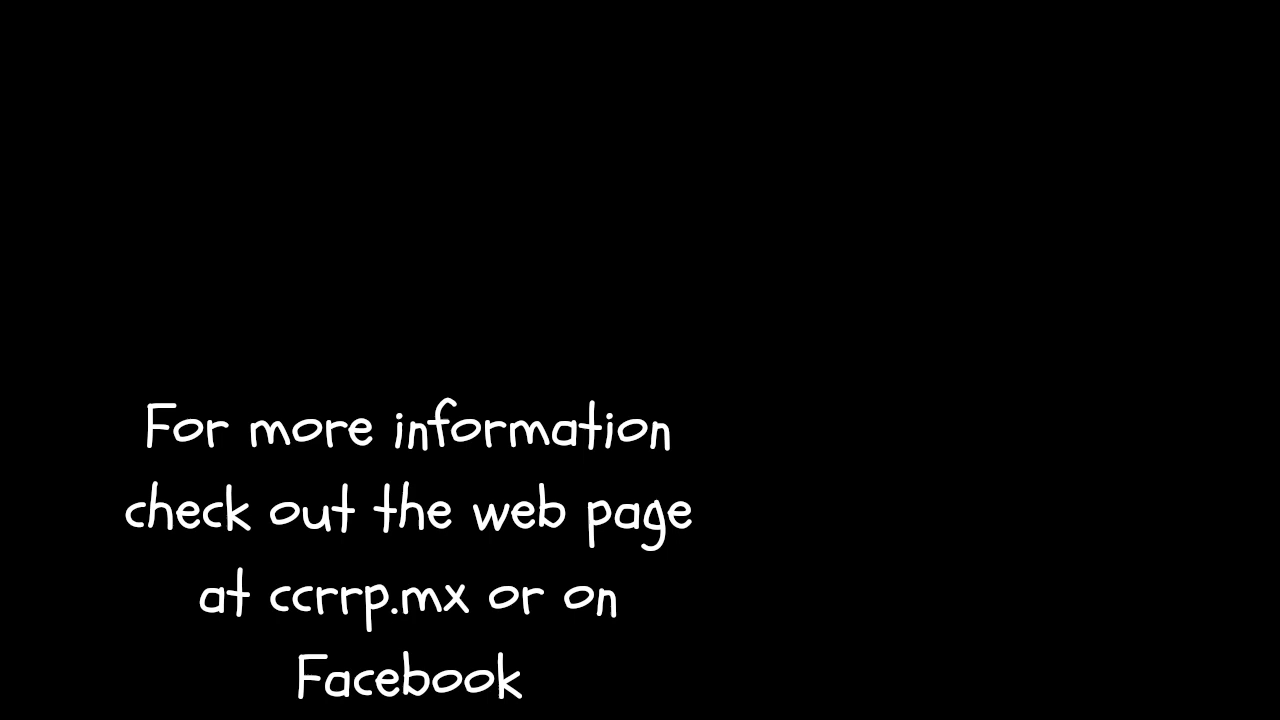 For more information
check out the web page
at ccrrp.mx or on
Facebook